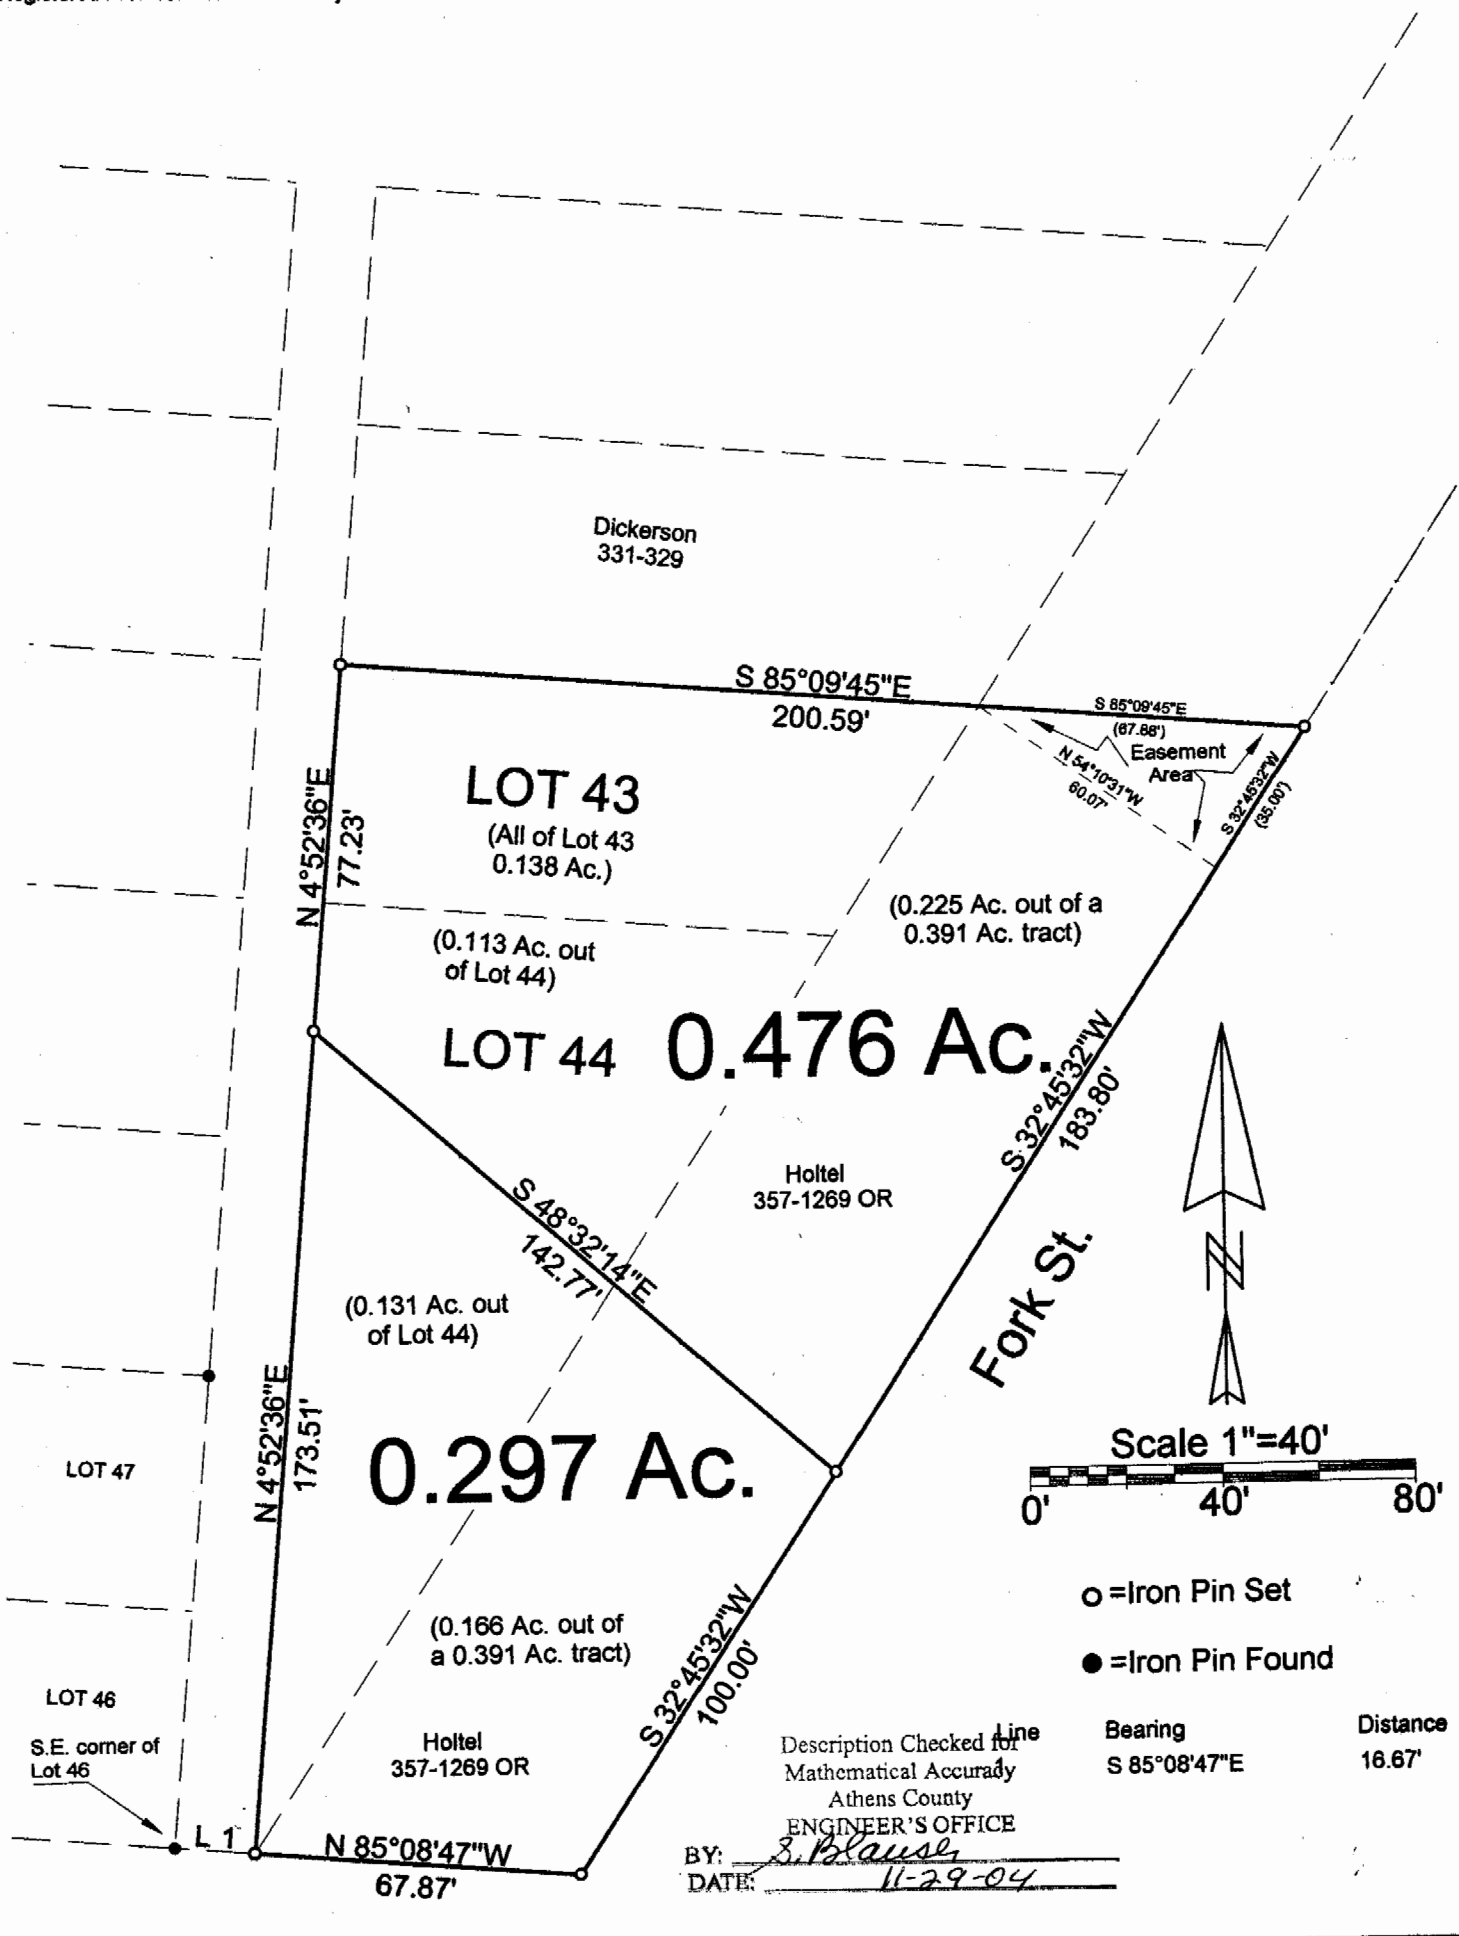 Dickerson
331-329
S 85°09'45"E
200.59'
S 85°09'45"E
(67.88')
Easement
Area
N 54°10'31"W
60.07'
S 32°45'32"W
(35.00')
LOT 43
(All of Lot 43
0.138 Ac.)
N 4°52'36"E
77.23'
(0.225 Ac. out of a
0.391 Ac. tract)
(0.113 Ac. out
of Lot 44)
LOT 44
0.476 Ac.
S 32°45'32"W
183.80'
Holtel
357-1269 OR
S 48°32'14"E
142.77'
Fork St.
N
(0.131 Ac. out
of Lot 44)
N 4°52'36"E
173.51'
0.297 Ac.
LOT 47
Scale 1"=40'
0' 40' 80'
=Iron Pin Set
=Iron Pin Found
(0.166 Ac. out of
a 0.391 Ac. tract)
S 32°45'32"W
100.00'
LOT 46
S.E. corner of
Lot 46
Holtel
357-1269 OR
Line Bearing Distance
1 S 85°08'47"E 16.67'
L 1
N 85°08'47"W
67.87'
Description Checked for
Mathematical Accuracy
Athens County
ENGINEER'S OFFICE
BY: S. Blauser
DATE: 11-29-04